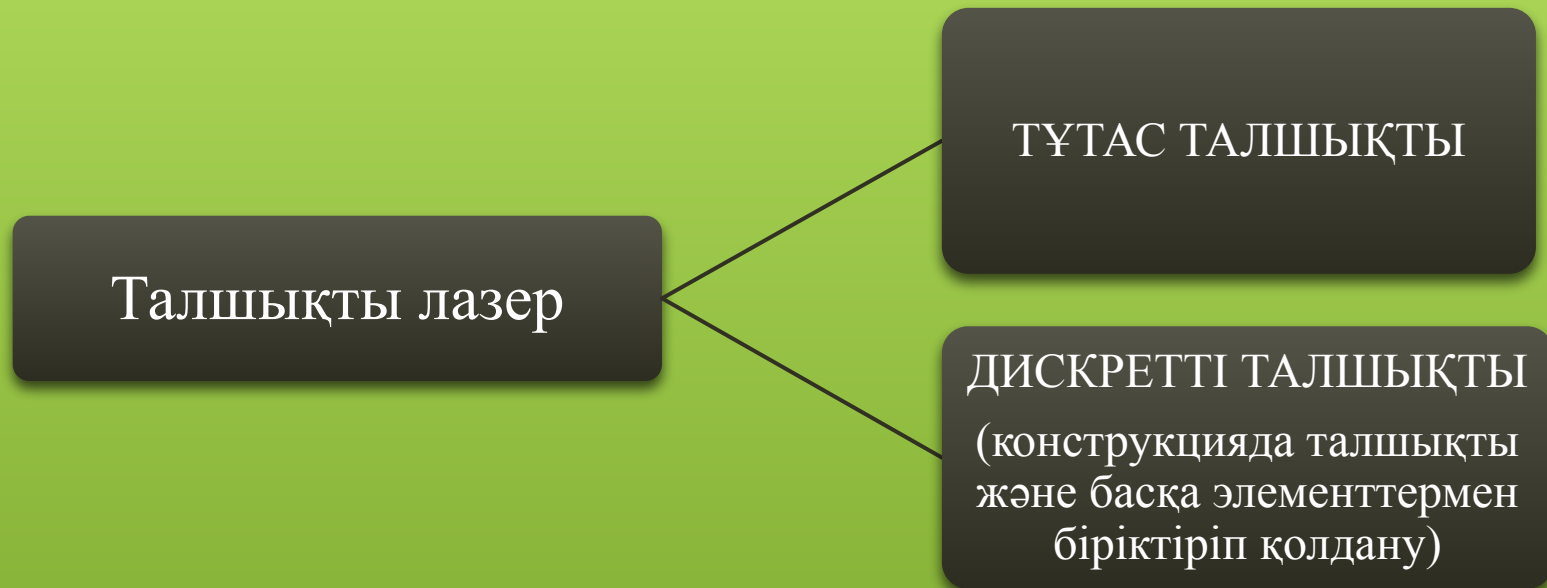 Талшықты лазер
ТҰТАС ТАЛШЫҚТЫ
ДИСКРЕТТІ ТАЛШЫҚТЫ
(конструкцияда талшықты
және басқа элементтермен
біріктіріп қолдану)